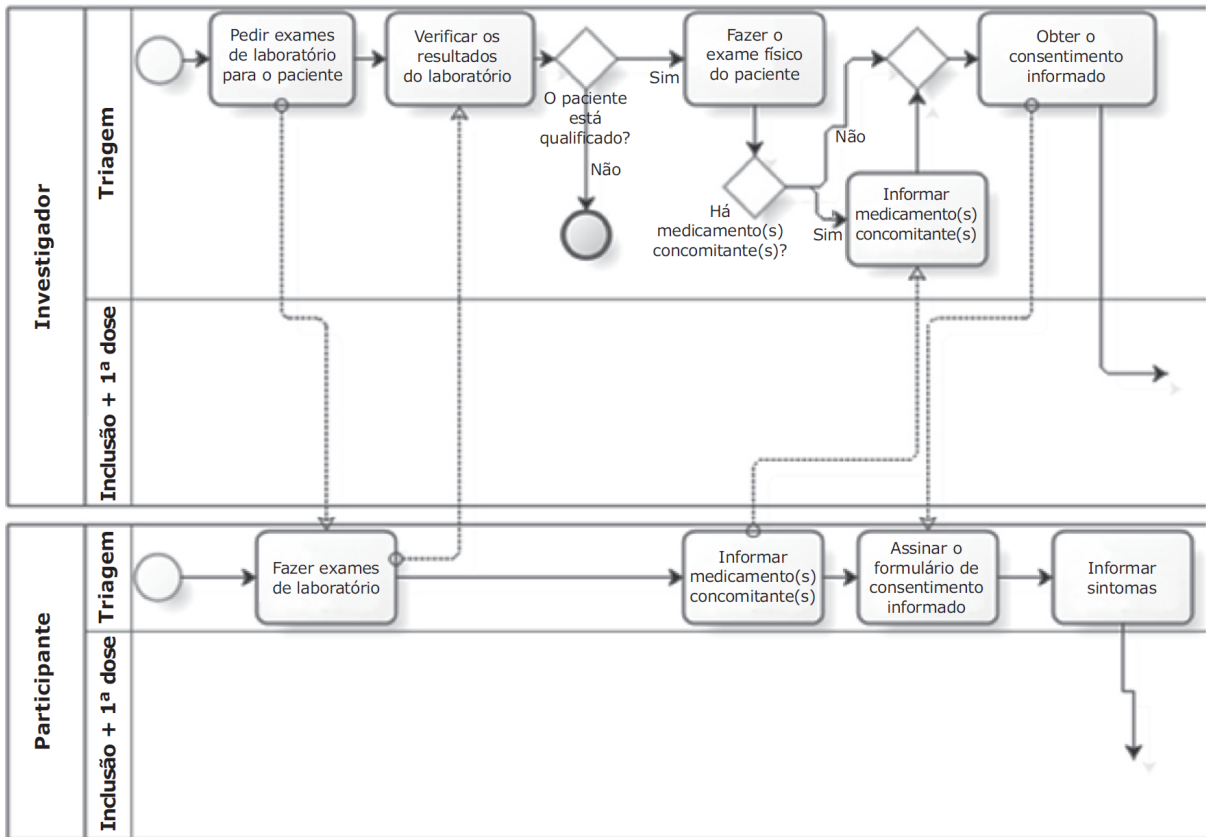 Investigador
Triagem
Pedir exames
de laboratório
para o paciente
Verificar os
resultados
do laboratório
O paciente
está
qualificado?
Sim
Não
Fazer o
exame físico
do paciente
Há
medicamento(s)
concomitante(s)?
Não
Sim
Informar
medicamento(s)
concomitante(s)
Obter o
consentimento
informado
Inclusão + 1ª dose
Participante
Triagem
Fazer exames
de laboratório
Informar
medicamento(s)
concomitante(s)
Assinar o
formulário de
consentimento
informado
Informar
sintomas
Inclusão + 1ª dose